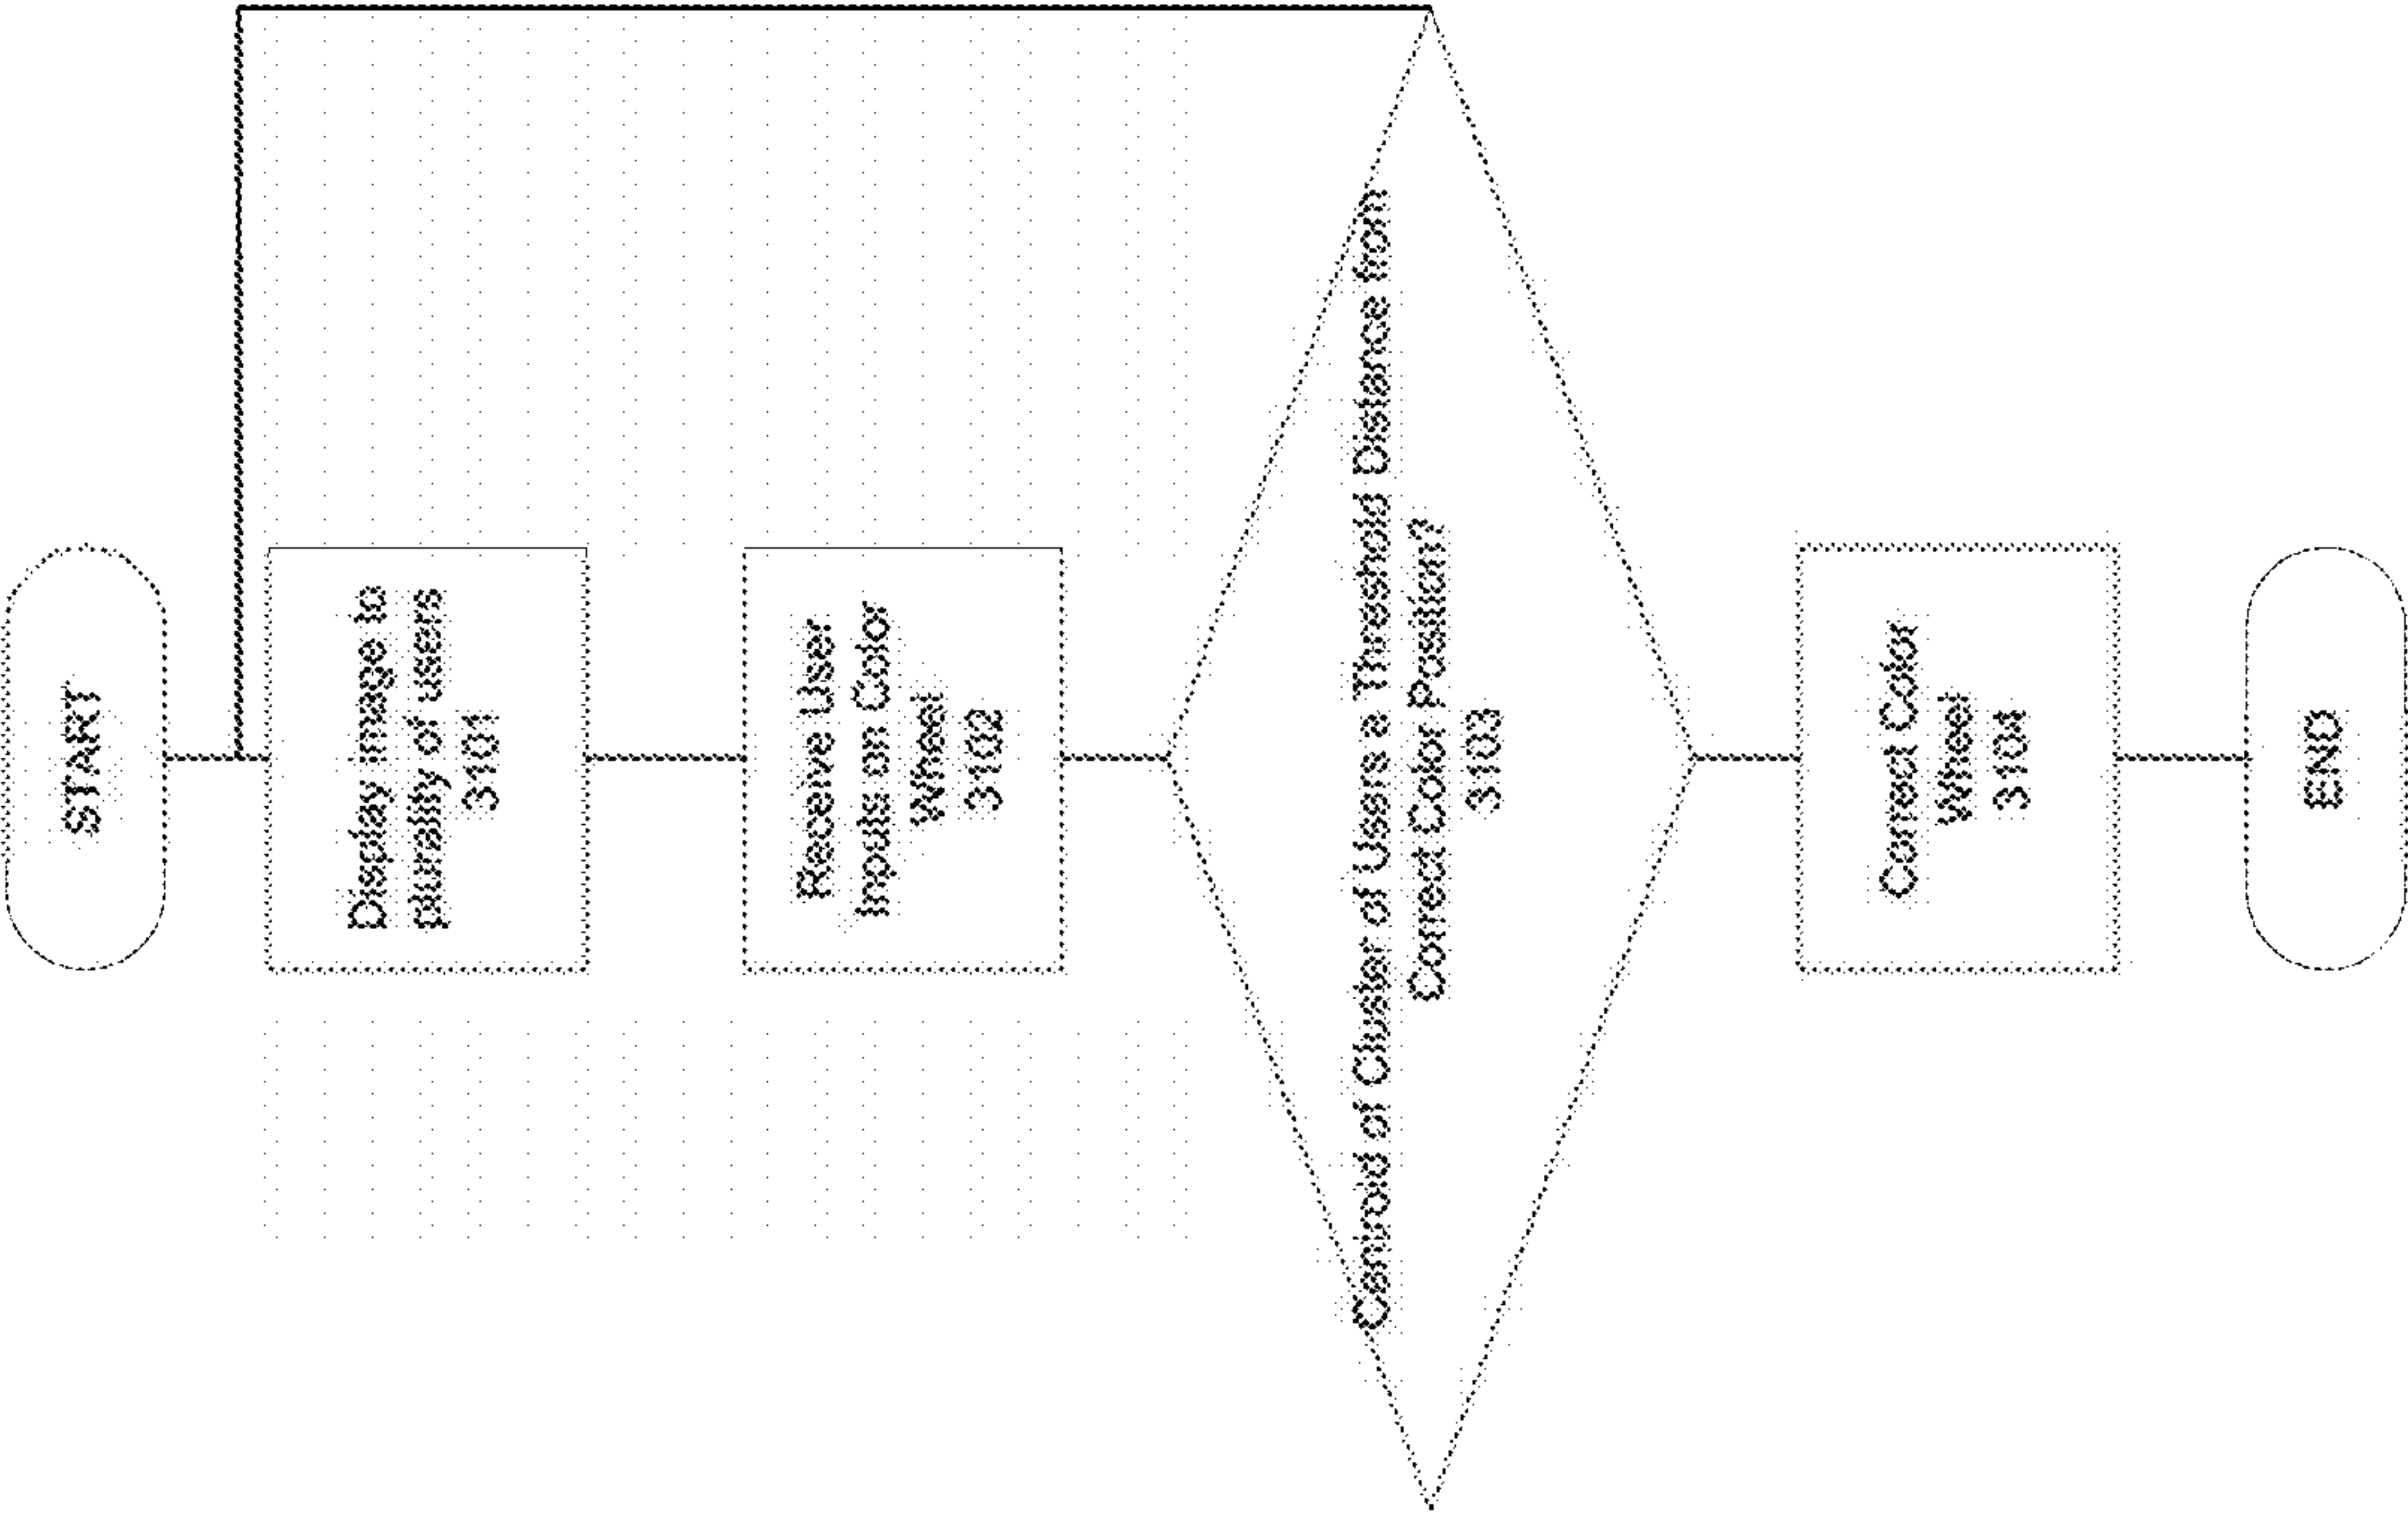 START
Display Image to
plurality of users
3101
Receive User
Inputs on Color
Wheel
3102
Centroid of Cluster of Users a Threshold Distance from
Correct Color Position?
3103
Correct Color
Wheel
3104
END